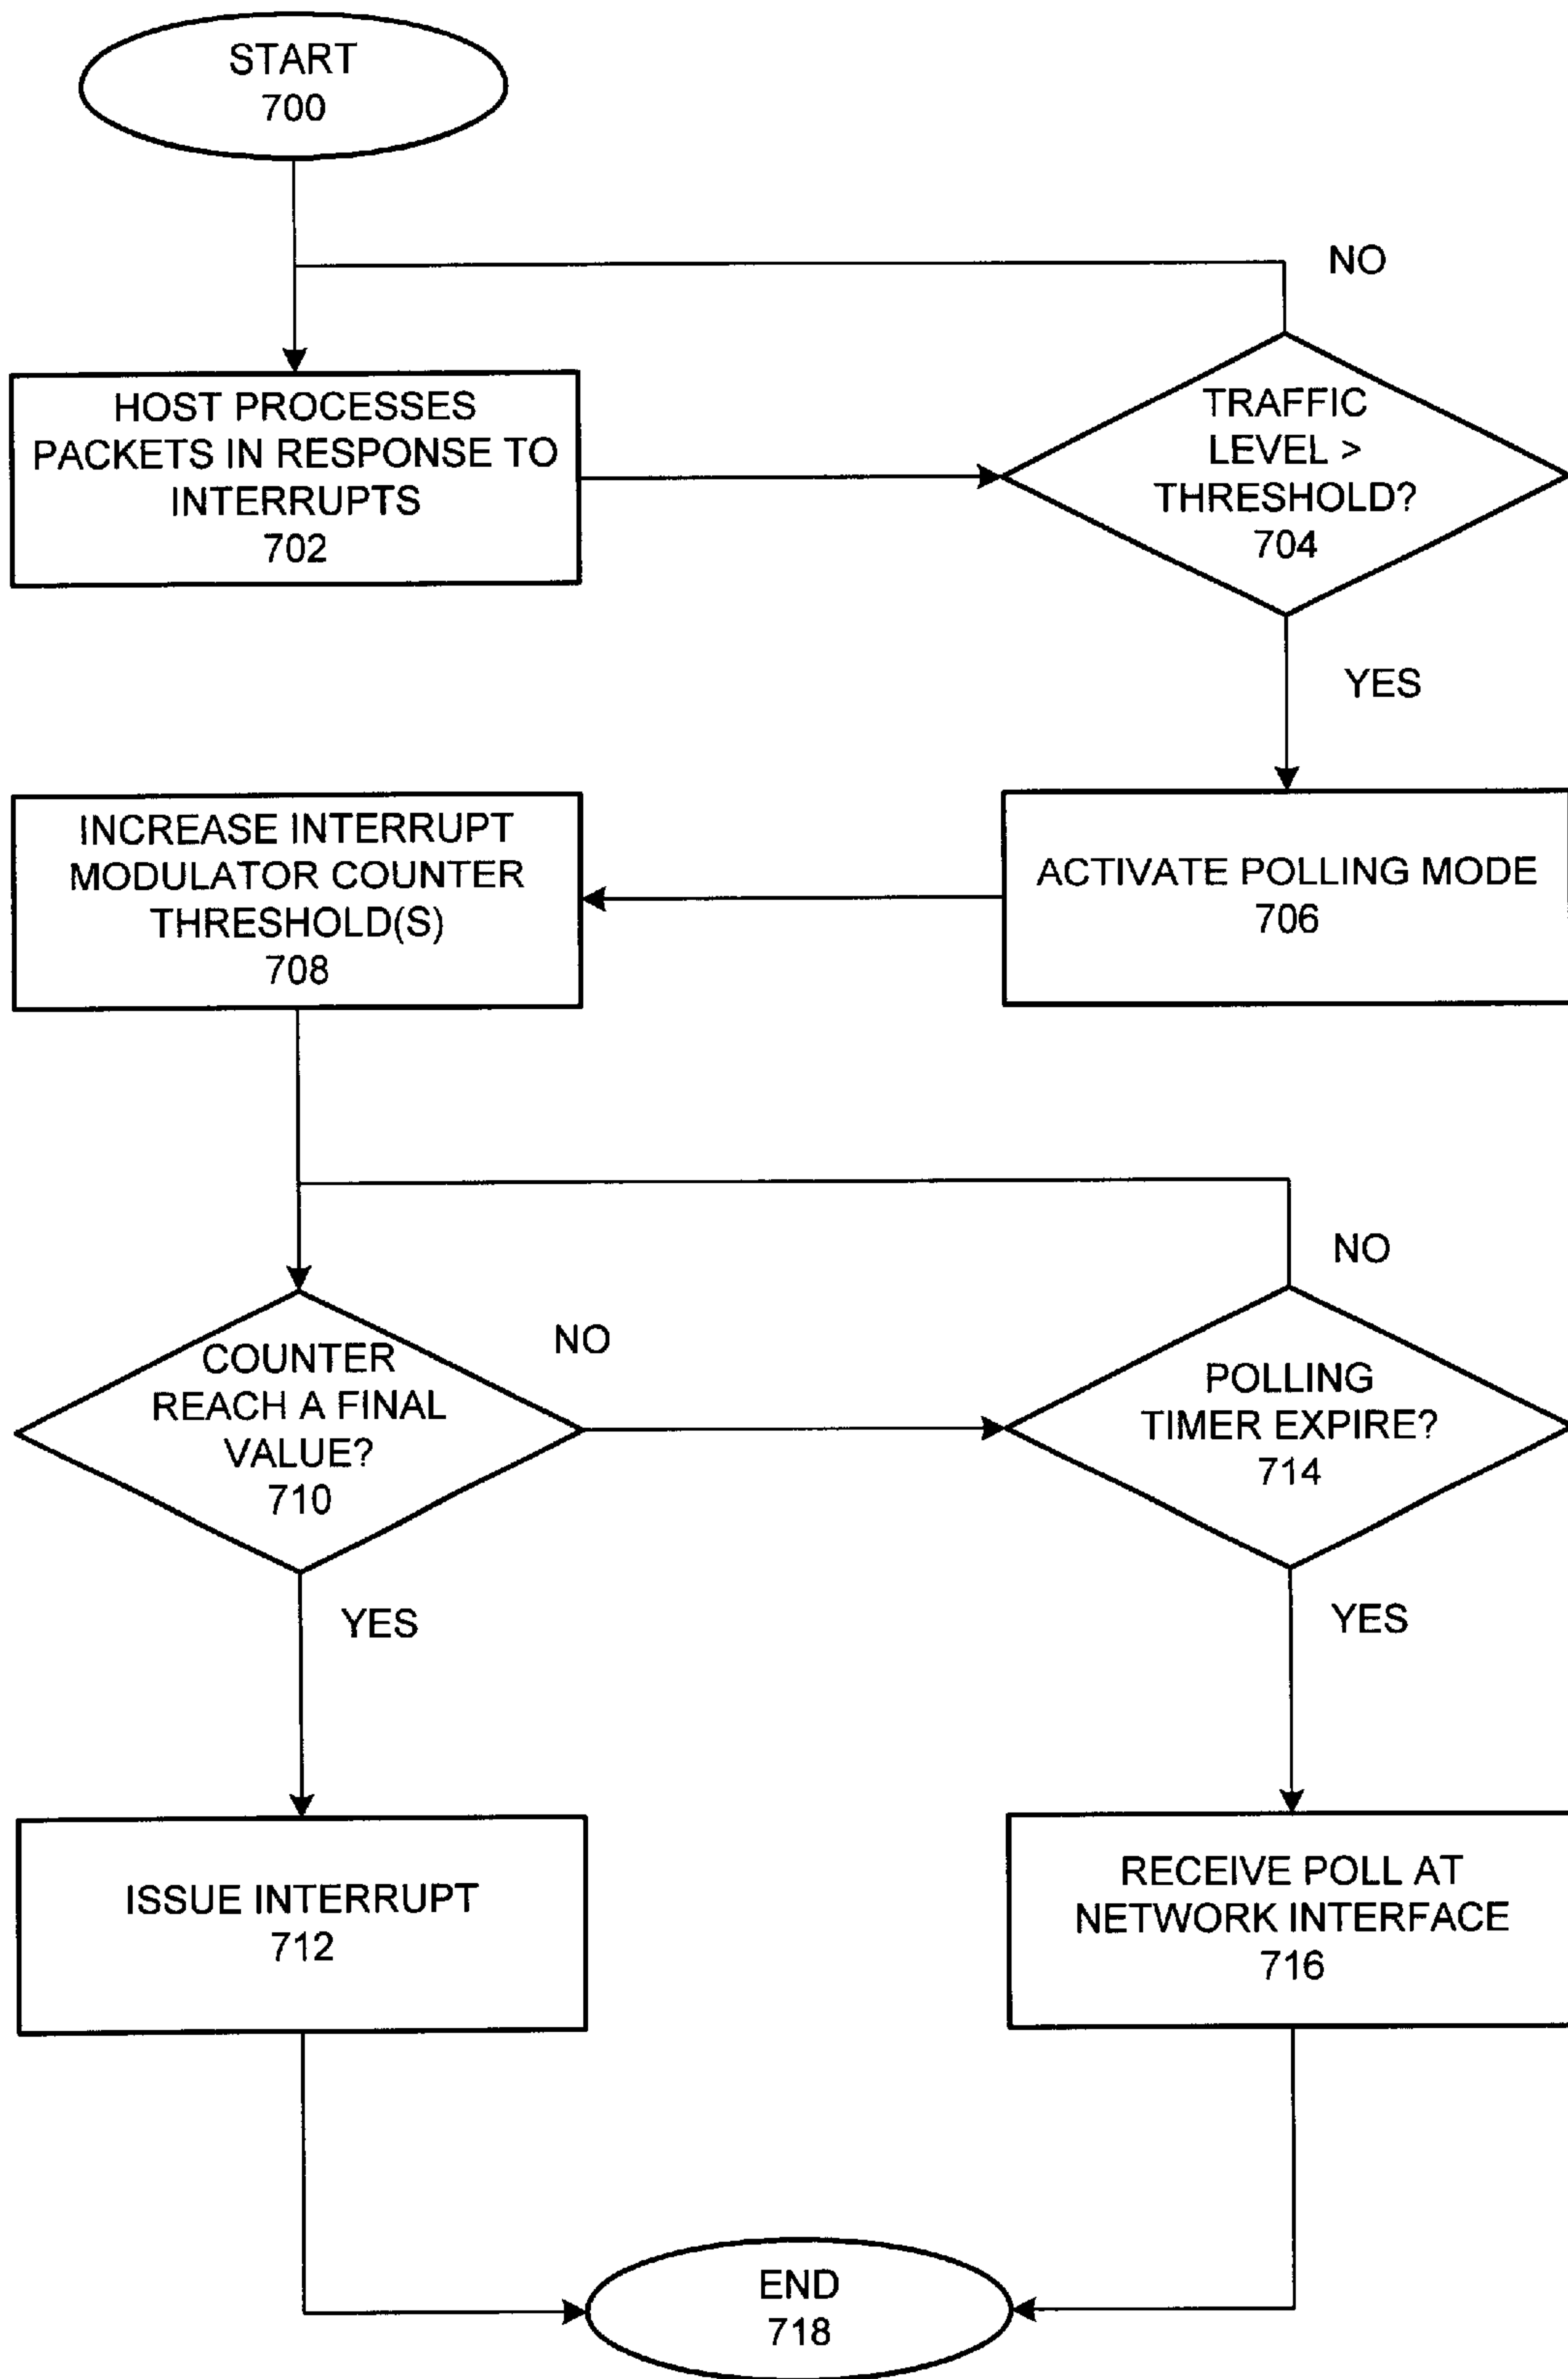 START
700
NO
HOST PROCESSES
PACKETS IN RESPONSE TO
INTERRUPTS
702
TRAFFIC
LEVEL >
THRESHOLD?
704
YES
INCREASE INTERRUPT
MODULATOR COUNTER
THRESHOLD(S)
708
ACTIVATE POLLING MODE
706
NO
COUNTER
REACH A FINAL
VALUE?
710
NO
POLLING
TIMER EXPIRE?
714
YES
YES
ISSUE INTERRUPT
712
RECEIVE POLL AT
NETWORK INTERFACE
716
END
718